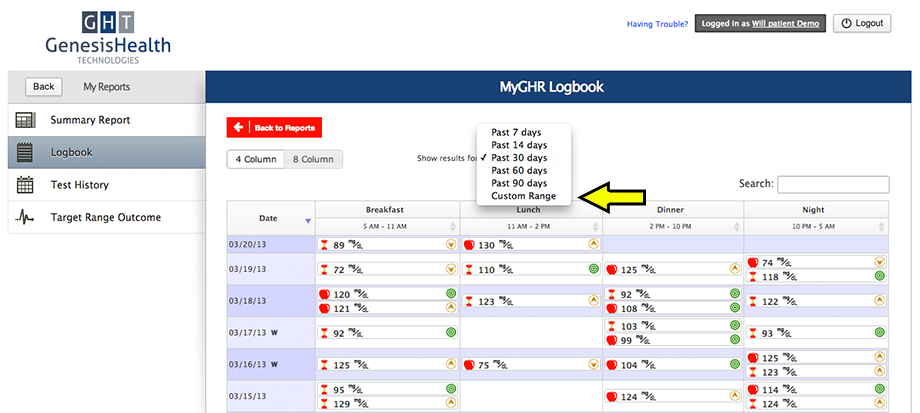 GHT
GenesisHealth
TECHNOLOGIES
Having Trouble?
Logged in as Will patient Demo
Logout
Back
My Reports
MyGHR Logbook
Summary Report
Logbook
Test History
Target Range Outcome
Back to Reports
4 Column
8 Column
Show results for
Past 7 days
Past 14 days
✓ Past 30 days
Past 60 days
Past 90 days
Custom Range
Search:
Date Breakfast Lunch Dinner Night
5 AM – 11 AM 11 AM – 2 PM 2 PM – 10 PM 10 PM – 5 AM
03/20/13 89 mg/dL 130 mg/dL
03/19/13 72 mg/dL 110 mg/dL 125 mg/dL 74 mg/dL
118 mg/dL
03/18/13 120 mg/dL 123 mg/dL 92 mg/dL 122 mg/dL
121 mg/dL 108 mg/dL
03/17/13 W 92 mg/dL 103 mg/dL 93 mg/dL
99 mg/dL
03/16/13 W 125 mg/dL 75 mg/dL 104 mg/dL 125 mg/dL
123 mg/dL
03/15/13 95 mg/dL 124 mg/dL 114 mg/dL
129 mg/dL 124 mg/dL